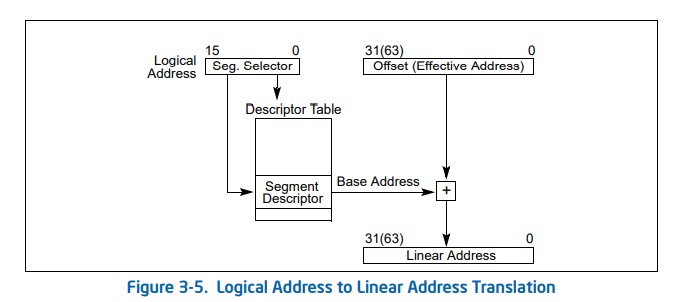 15 0
31(63) 0
Logical
Address
Seg. Selector
Offset (Effective Address)
Descriptor Table
Segment
Descriptor
Base Address
+
31(63) 0
Linear Address
Figure 3-5. Logical Address to Linear Address Translation